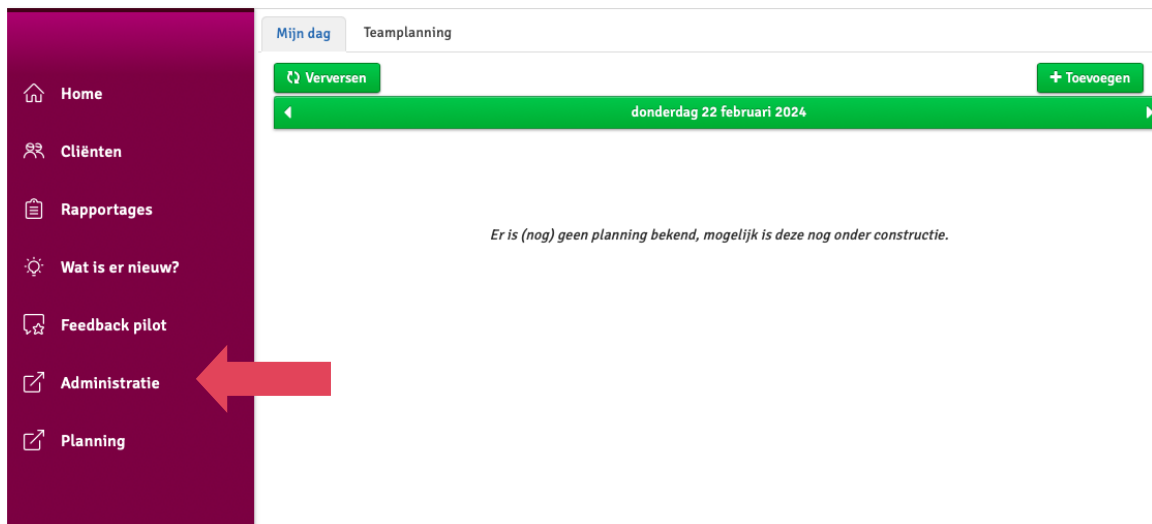 Mijn dag
Teamplanning
Verversen
Toevoegen
donderdag 22 februari 2024
Home
Cliënten
Rapportages
Wat is er nieuw?
Feedback pilot
Administratie
Planning
Er is (nog) geen planning bekend, mogelijk is deze nog onder constructie.